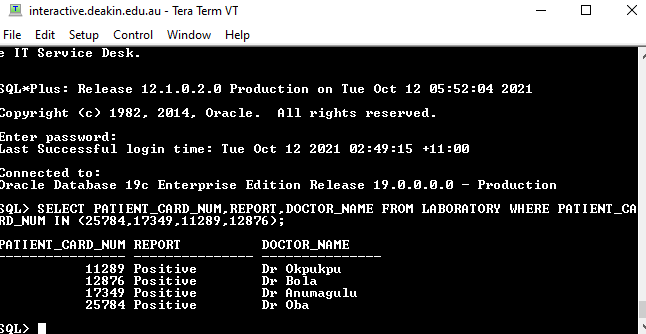 interactive.deakin.edu.au - Tera Term VT
File Edit Setup Control Window Help
e IT Service Desk.
SQL*Plus: Release 12.1.0.2.0 Production on Tue Oct 12 05:52:04 2021
Copyright (c) 1982, 2014, Oracle. All rights reserved.
Enter password:
Last Successful login time: Tue Oct 12 2021 02:49:15 +11:00
Connected to:
Oracle Database 19c Enterprise Edition Release 19.0.0.0.0 - Production
SQL> SELECT PATIENT_CARD_NUM,REPORT,DOCTOR_NAME FROM LABORATORY WHERE PATIENT_CA
RD_NUM IN (25784,17349,11289,12876);
PATIENT_CARD_NUM REPORT DOCTOR_NAME
---------------- --------------- ---------------
11289 Positive Dr Okpukpu
12876 Positive Dr Bola
17349 Positive Dr Anumagulu
25784 Positive Dr Oba
SQL>